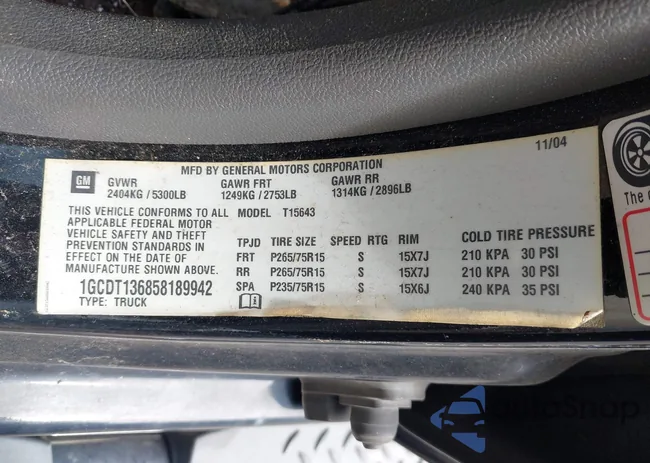 MFD BY GENERAL MOTORS CORPORATION
11/04
GM
GVWR GAWR FRT GAWR RR
2404KG / 5300LB 1249KG / 2753LB 1314KG / 2896LB
THIS VEHICLE CONFORMS TO ALL MODEL T15643
APPLICABLE FEDERAL MOTOR
VEHICLE SAFETY AND THEFT
PREVENTION STANDARDS IN
EFFECT ON THE DATE OF
MANUFACTURE SHOWN ABOVE.
1GCDT136858189942
TYPE: TRUCK
TPJD TIRE SIZE SPEED RTG RIM COLD TIRE PRESSURE
FRT P265/75R15 S 15X7J 210 KPA 30 PSI
RR P265/75R15 S 15X7J 210 KPA 30 PSI
SPA P235/75R15 S 15X6J 240 KPA 35 PSI
The
AutoSnap